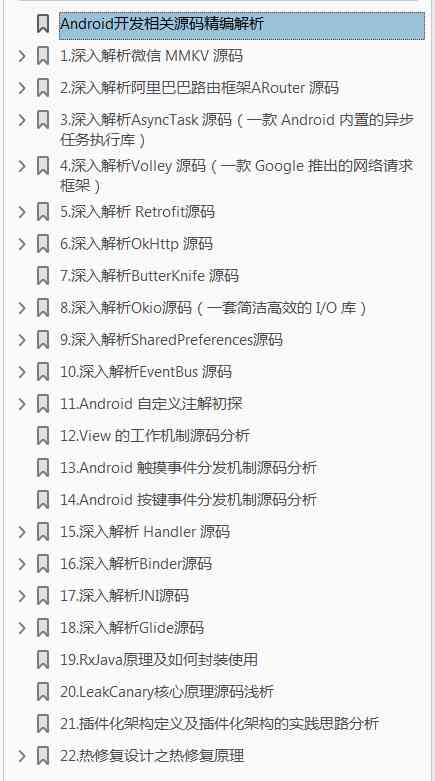 Android开发相关源码精编解析
1.深入解析微信 MMKV 源码
2.深入解析阿里巴巴路由框架ARouter 源码
3.深入解析AsyncTask 源码（一款 Android 内置的异步
任务执行库）
4.深入解析Volley 源码（一款 Google 推出的网络请求
框架）
5.深入解析 Retrofit源码
6.深入解析OkHttp 源码
7.深入解析ButterKnife 源码
8.深入解析Okio源码（一套简洁高效的 I/O 库）
9.深入解析SharedPreferences源码
10.深入解析EventBus 源码
11.Android 自定义注解初探
12.View 的工作机制源码分析
13.Android 触摸事件分发机制源码分析
14.Android 按键事件分发机制源码分析
15.深入解析 Handler 源码
16.深入解析Binder源码
17.深入解析JNI源码
18.深入解析Glide源码
19.RxJava原理及如何封装使用
20.LeakCanary核心原理源码浅析
21.插件化架构定义及插件化架构的实践思路分析
22.热修复设计之热修复原理